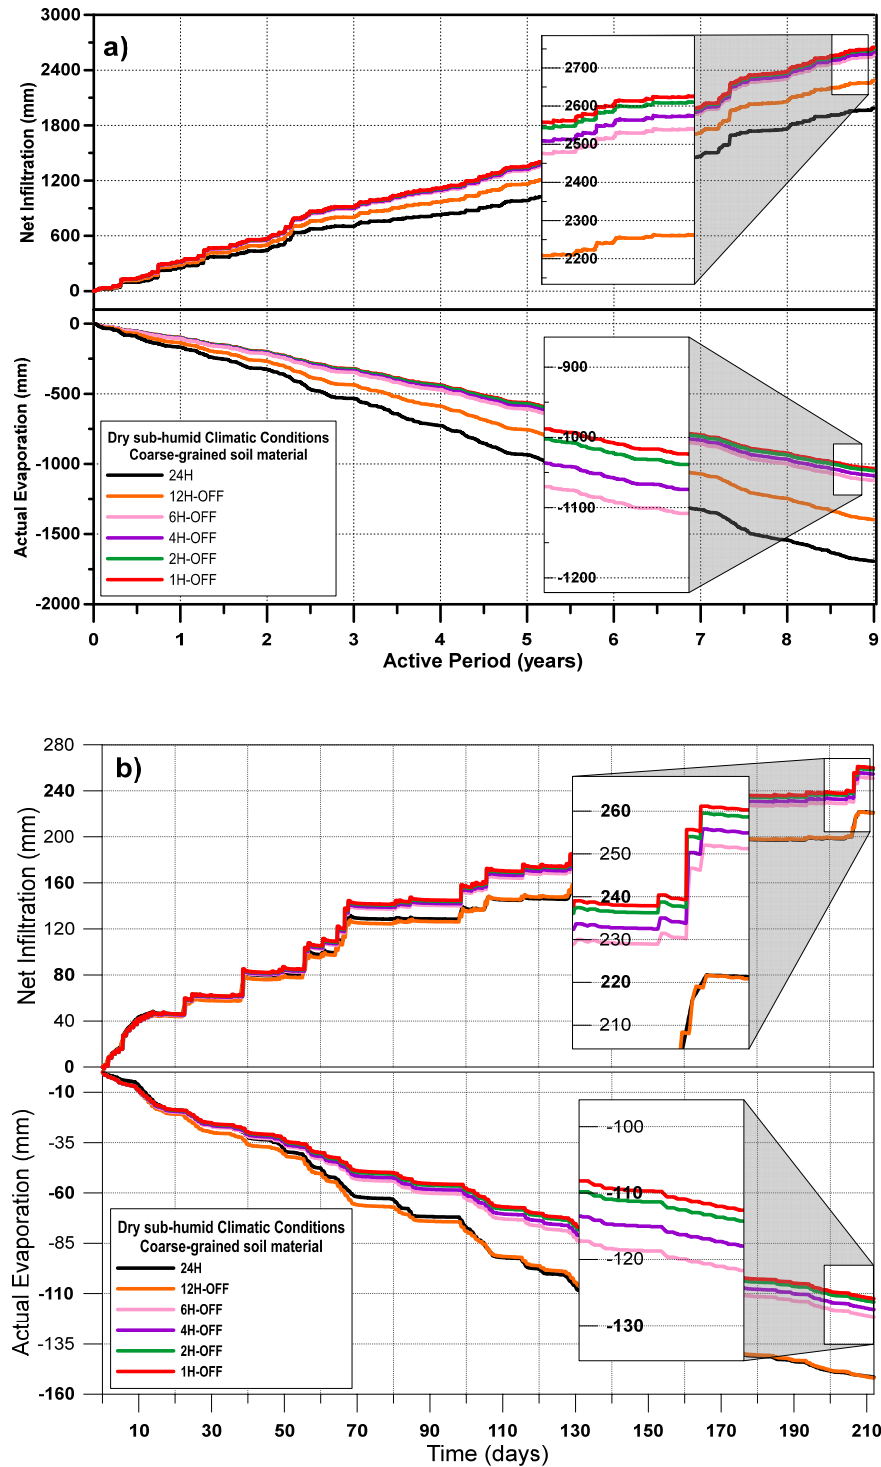 a)
Net Infiltration (mm)
3000
2400
1800
1200
600
0
2700
2600
2500
2400
2300
2200
Actual Evaporation (mm)
0
-500
-1000
-1500
-2000
-900
-1000
-1100
-1200
Dry sub-humid Climatic Conditions
Coarse-grained soil material
24H
12H-OFF
6H-OFF
4H-OFF
2H-OFF
1H-OFF
0 1 2 3 4 5 6 7 8 9
Active Period (years)
b)
Net Infiltration (mm)
280
240
200
160
120
80
40
0
260
250
240
230
220
210
Actual Evaporation (mm)
-10
-35
-60
-85
-110
-135
-160
-100
-110
-120
-130
Dry sub-humid Climatic Conditions
Coarse-grained soil material
24H
12H-OFF
6H-OFF
4H-OFF
2H-OFF
1H-OFF
10 30 50 70 90 110 130 150 170 190 210
Time (days)